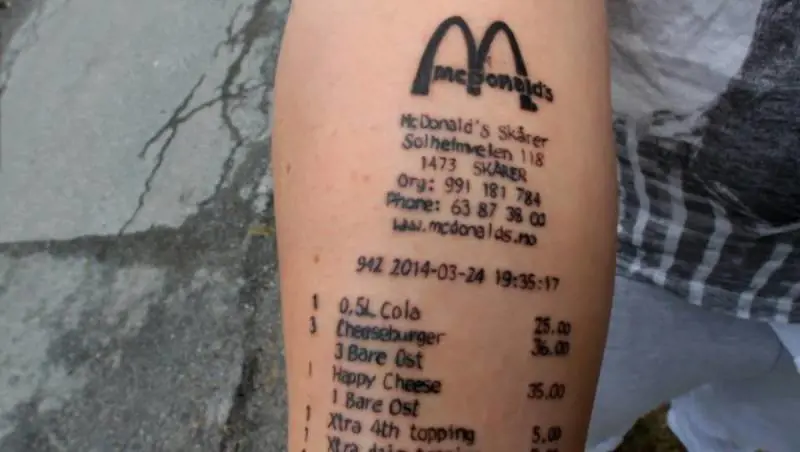 McDonald's
McDonald's Skårer
Solheimveien 118
1473 SKÅRER
Org: 991 181 784
Phone: 63 87 38 00
www.mcdonalds.no
942 2014-03-24 19:35:17
1 0,5L Cola 25.00
3 Cheeseburger 36.00
3 Bare Ost
1 Happy Cheese 35.00
1 Bare Ost
1 Xtra 4th topping 5.00
1 Xtra